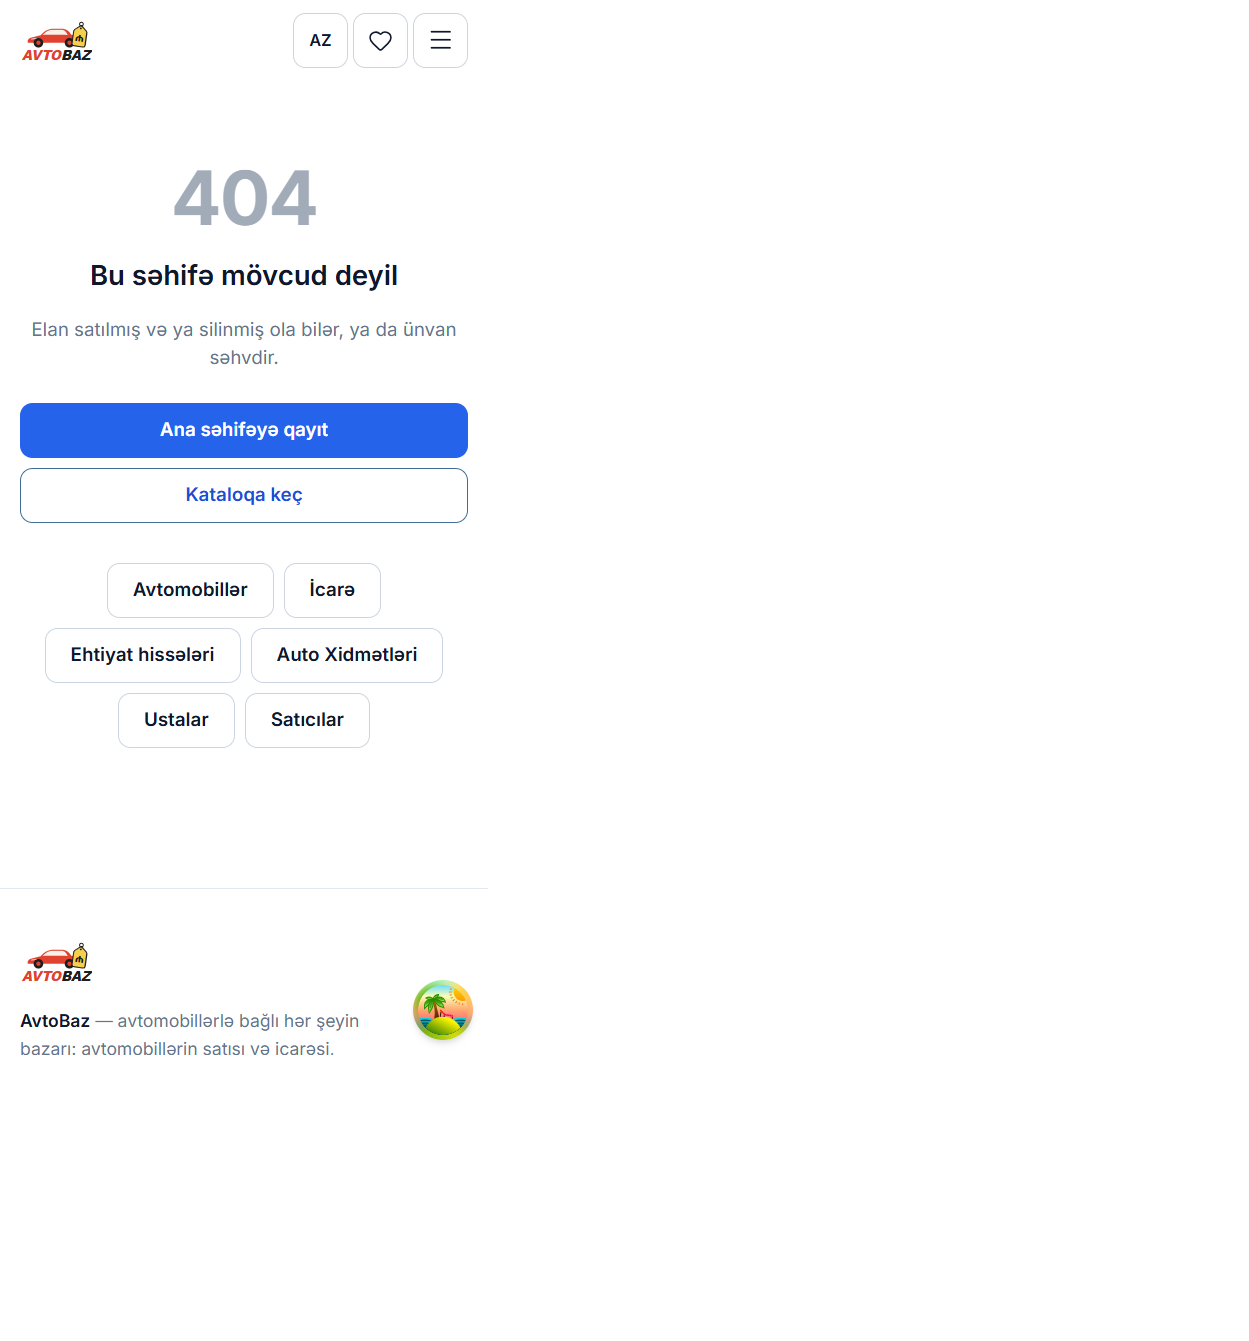 AVTOBAZ
AZ
404
Bu səhifə mövcud deyil
Elan satılmış və ya silinmiş ola bilər, ya da ünvan
səhvdir.
Ana səhifəyə qayıt
Kataloqa keç
Avtomobillər
İcarə
Ehtiyat hissələri
Auto Xidmətləri
Ustalar
Satıcılar
AVTOBAZ
AvtoBaz — avtomobillərlə bağlı hər şeyin
bazarı: avtomobillərin satışı və icarəsi.